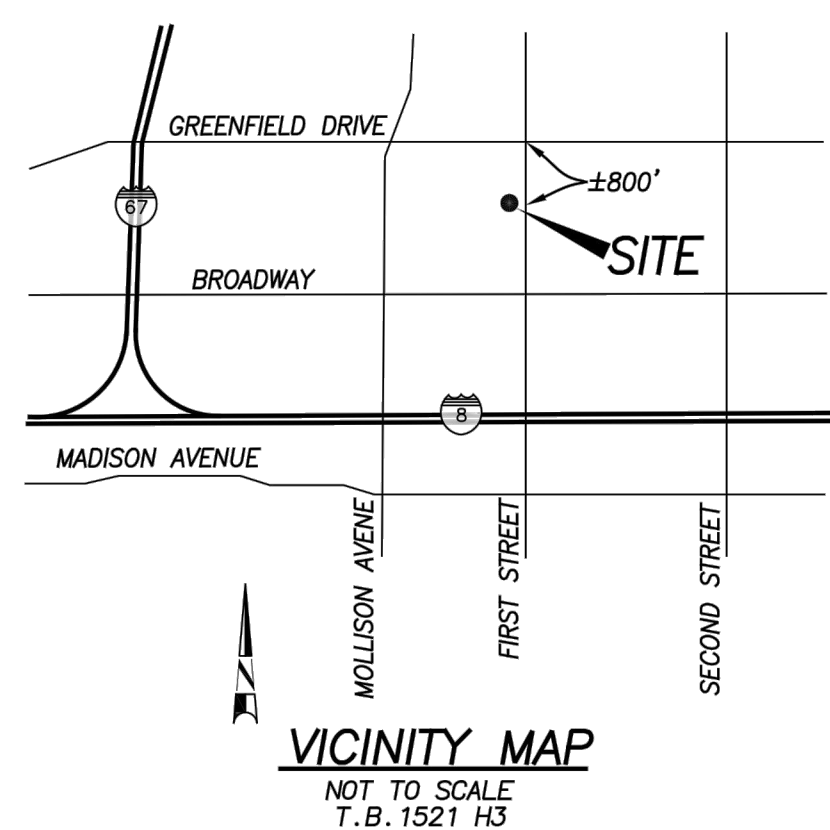 GREENFIELD DRIVE
67
±800'
SITE
BROADWAY
8
MADISON AVENUE
MOLLISON AVENE
FIRST STREET
SECOND STREET
N
VICINITY MAP
NOT TO SCALE
T.B. 1521 H3